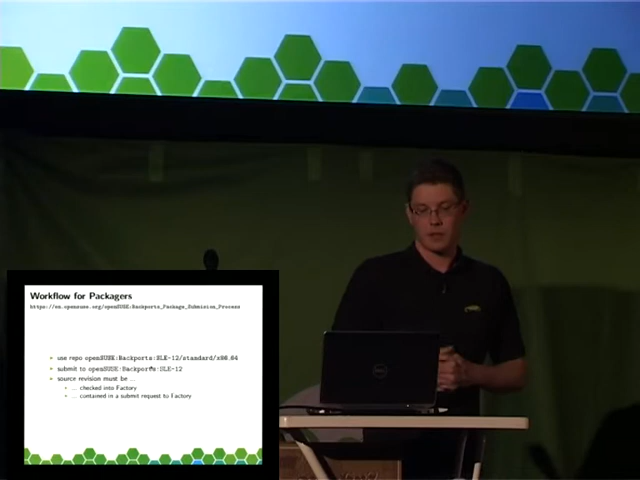 Workflow for Packagers
https://en.opensuse.org/openSUSE:Backports_Package_Submission_Process
use repo openSUSE:Backports:SLE-12/standard/x86_64
submit to openSUSE:Backports:SLE-12
source revision must be ...
... checked into Factory
... contained in a submit request to Factory
DELL